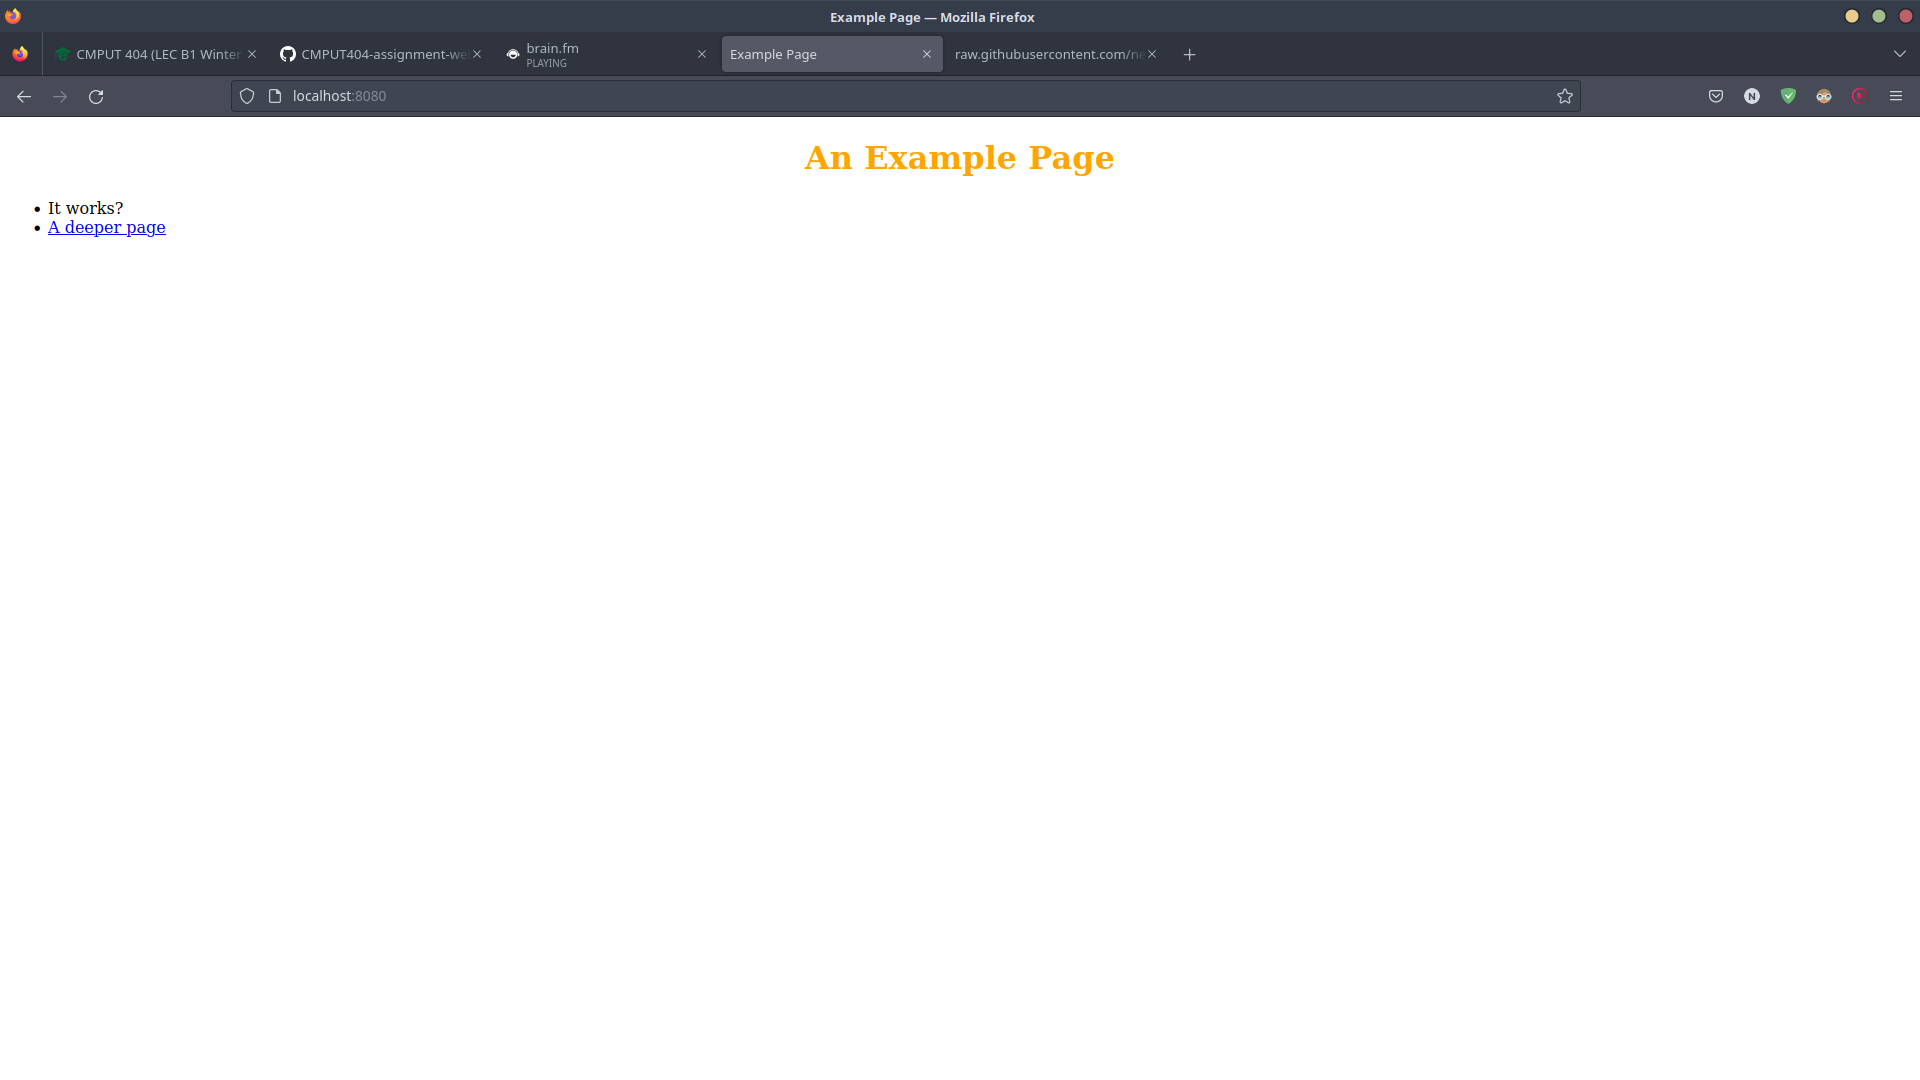 Example Page — Mozilla Firefox
CMPUT 404 (LEC B1 Winter
CMPUT404-assignment-we
brain.fm
PLAYING
Example Page
raw.githubusercontent.com/ne
localhost:8080
N
An Example Page
• It works?
• A deeper page